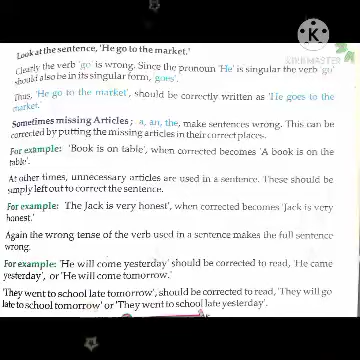 Look at the sentence, 'He go to the market.'
Clearly the verb 'go' is wrong. Since the pronoun 'He' is singular the verb 'go'
should also be in its singular form, 'goes'.
Thus, 'He go to the market', should be correctly written as 'He goes to the
market.'
Sometimes missing Articles; a, an, the, make sentences wrong. This can be
corrected by putting the missing articles in their correct places.
For example: 'Book is on table', when corrected becomes 'A book is on the
table'.
At other times, unnecessary articles are used in a sentence. These should be
simply left out to correct the sentence.
For example: 'The Jack is very honest', when corrected becomes 'Jack is very
honest.'
Again the wrong tense of the verb used in a sentence makes the full sentence
wrong.
For example: 'He will come yesterday' should be corrected to read, 'He came
yesterday', or 'He will come tomorrow.'
'They went to school late tomorrow', should be corrected to read, 'They will go
late to school tomorrow' or 'They went to school late yesterday'.
K
KINEMASTER